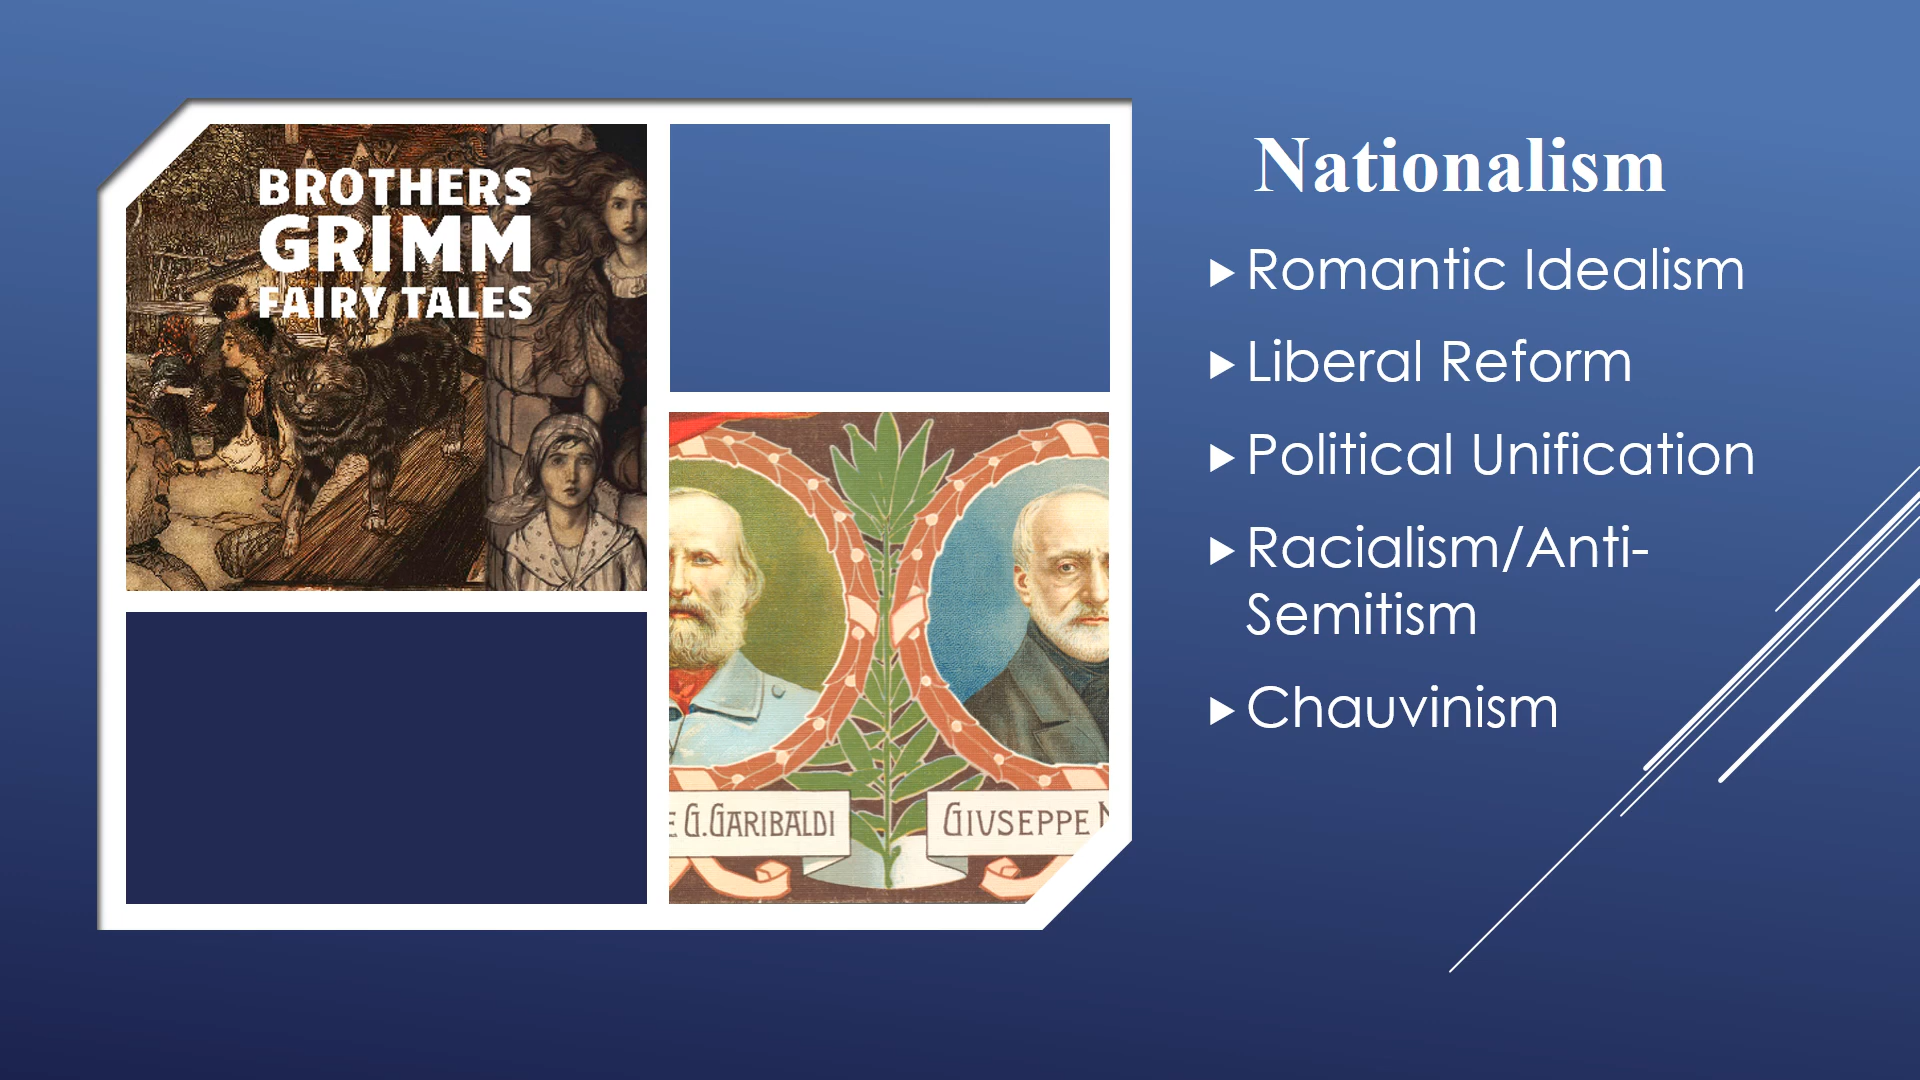 BROTHERS
GRIMM
FAIRY TALES
G.GARIBALDI
GIVSEPPE
Nationalism
Romantic Idealism
Liberal Reform
Political Unification
Racialism/Anti-
Semitism
Chauvinism